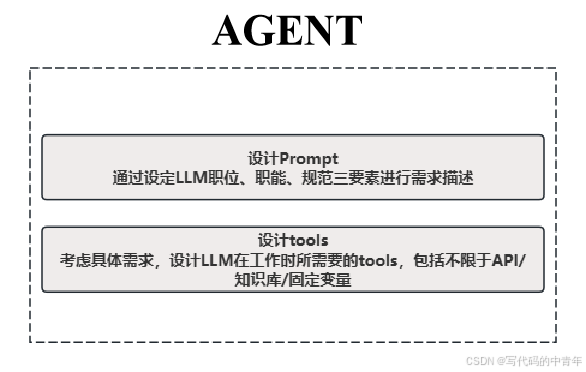 AGENT
设计Prompt
通过设定LLM职位、职能、规范三要素进行需求描述
设计tools
考虑具体需求，设计LLM在工作时所需要的tools，包括不限于API/
知识库/固定变量
CSDN @写代码的中青年